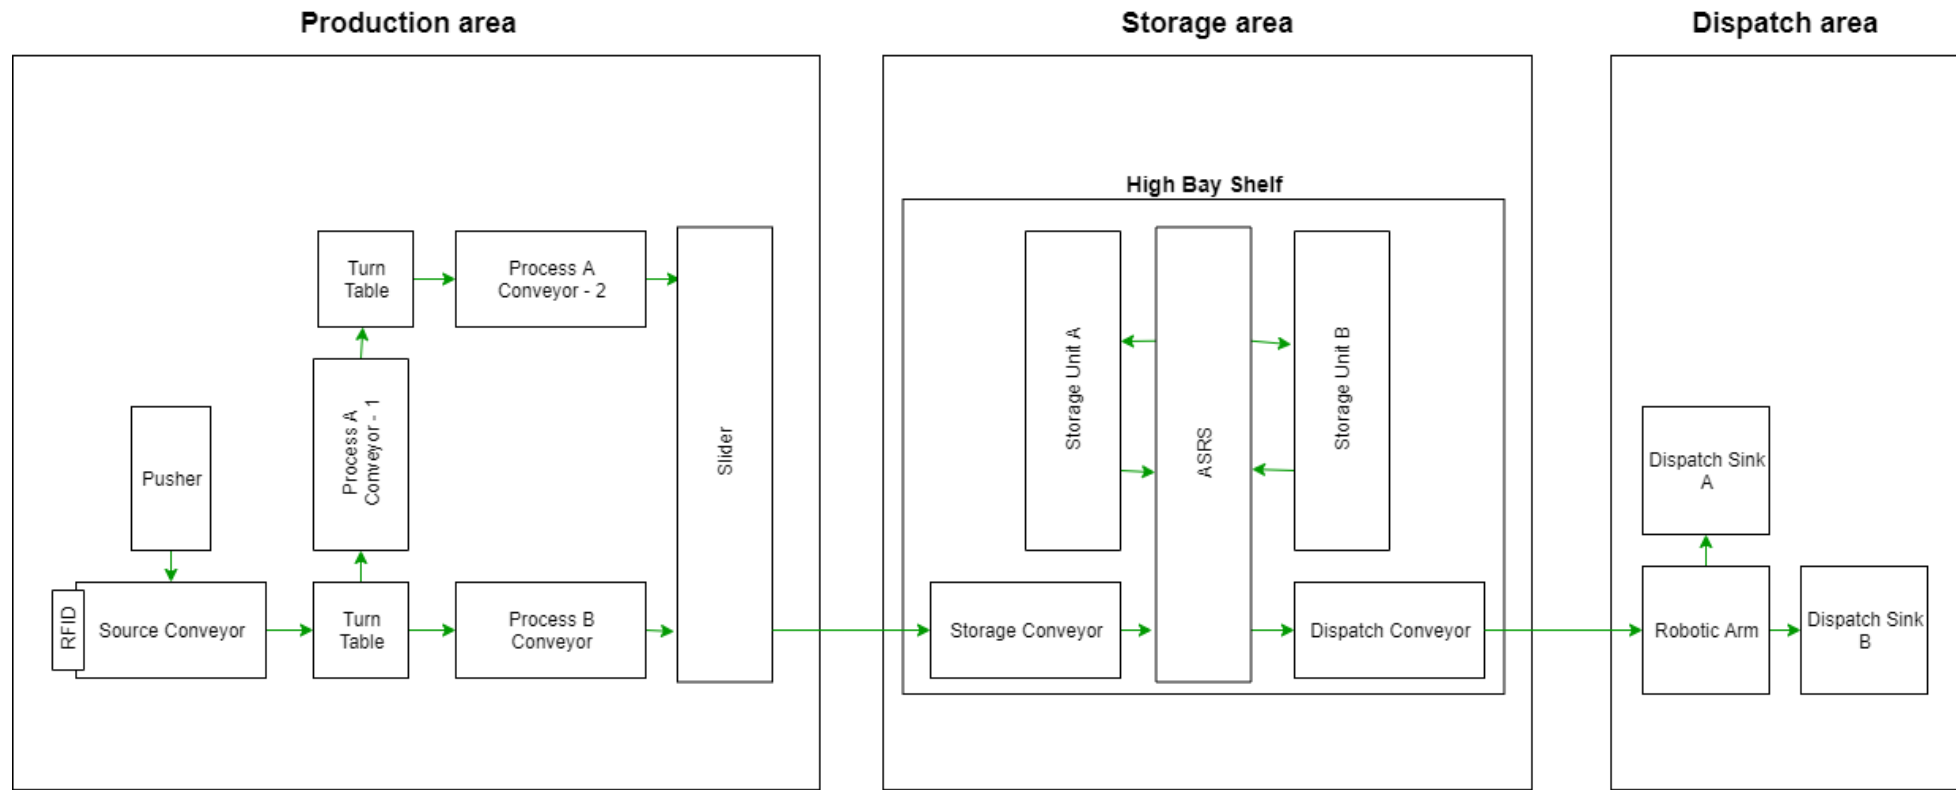 Production area
Storage area
Dispatch area
High Bay Shelf
Turn
Table
Process A
Conveyor - 2
Process A
Conveyor - 1
Pusher
Slider
RFID
Source Conveyor
Turn
Table
Process B
Conveyor
Storage Unit A
ASRS
Storage Unit B
Storage Conveyor
Dispatch Conveyor
Dispatch Sink
A
Robotic Arm
Dispatch Sink
B